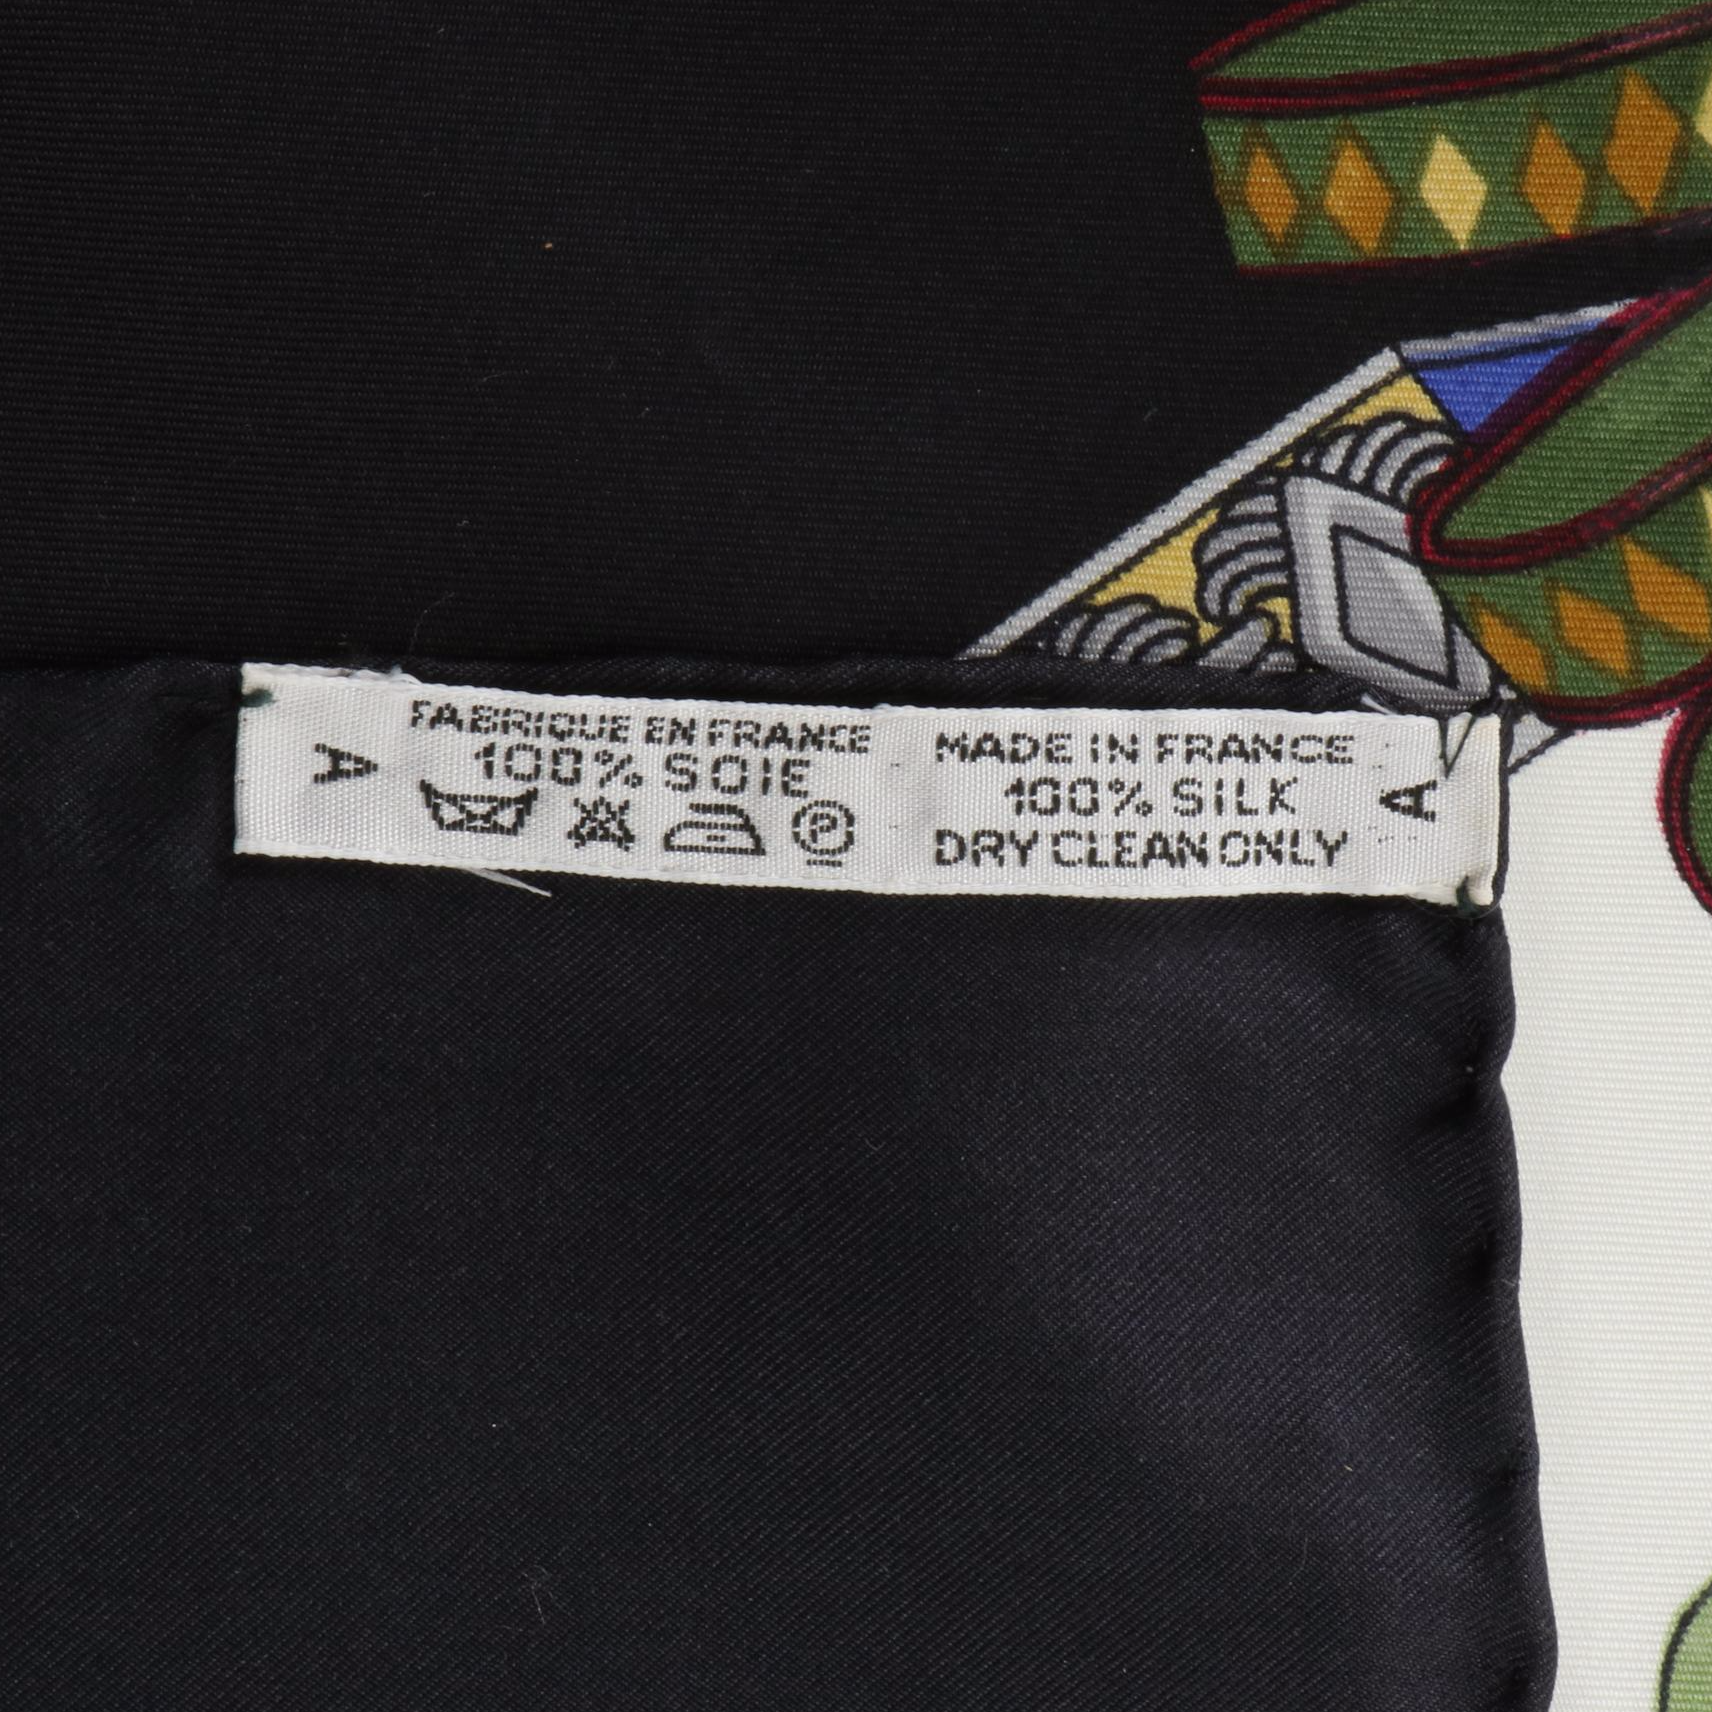 A
FABRIQUE EN FRANCE
100% SOIE
P
MADE IN FRANCE
100% SILK
DRY CLEAN ONLY
A